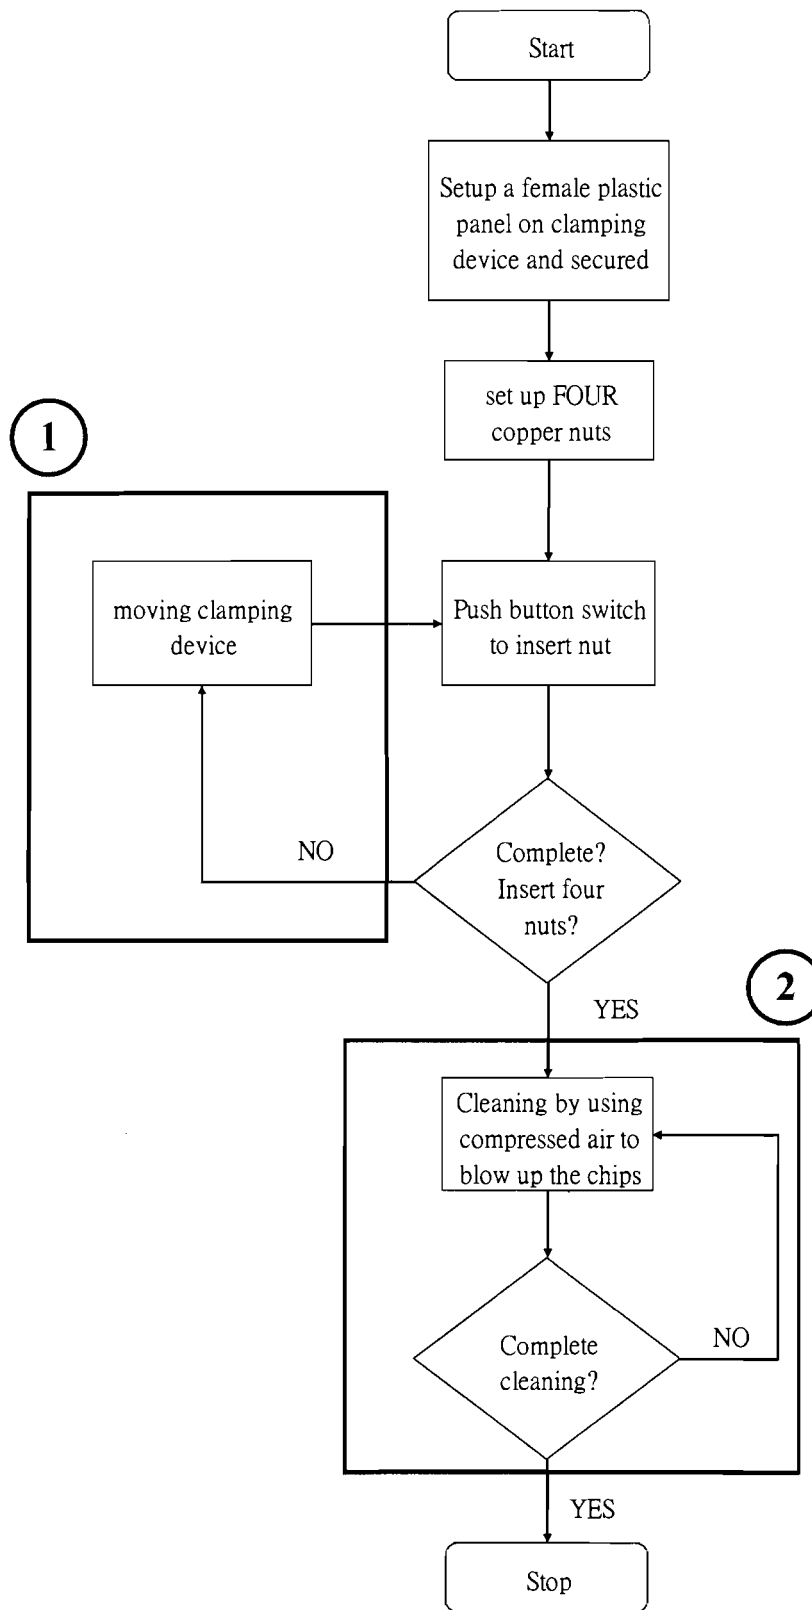 Start
Setup a female plastic
panel on clamping
device and secured
set up FOUR
copper nuts
1
moving clamping
device
Push button switch
to insert nut
NO
Complete?
Insert four
nuts?
YES
2
Cleaning by using
compressed air to
blow up the chips
Complete
cleaning?
NO
YES
Stop